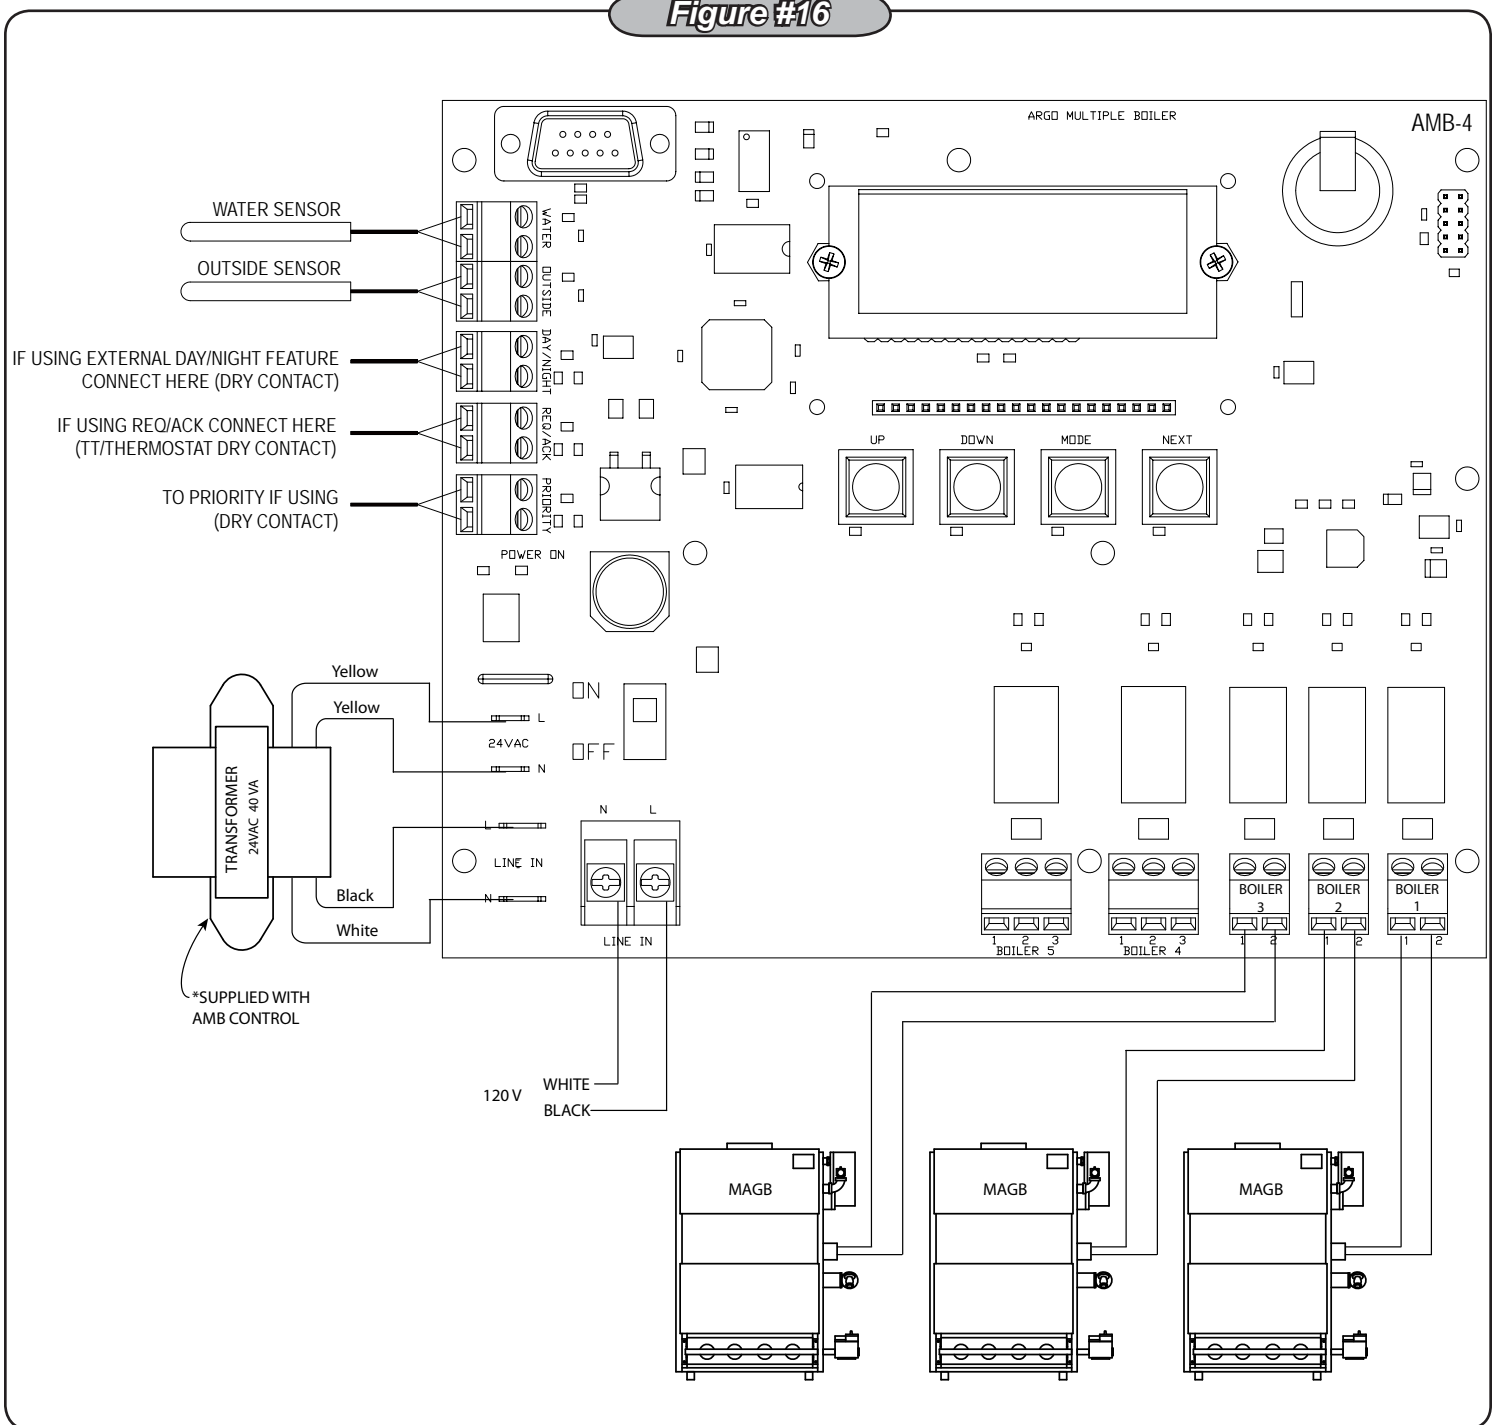 Figure #16
ARGO MULTIPLE BOILER
AMB-4
WATER SENSOR
WATER
OUTSIDE SENSOR
OUTSIDE
IF USING EXTERNAL DAY/NIGHT FEATURE
CONNECT HERE (DRY CONTACT)
DAY/NIGHT
IF USING REQ/ACK CONNECT HERE
(TT/THERMOSTAT DRY CONTACT)
REQ/ACK
TO PRIORITY IF USING
(DRY CONTACT)
PRIORITY
UP
DOWN
MODE
NEXT
POWER ON
Yellow
Yellow
ON
OFF
L
24VAC
N
TRANSFORMER
24VAC 40 VA
L
LINE IN
N
Black
White
N
L
LINE IN
*SUPPLIED WITH
AMB CONTROL
120 V
WHITE
BLACK
1 2 3
BOILER 5
1 2 3
BOILER 4
BOILER
3
1 2
BOILER
2
1 2
BOILER
1
1 2
MAGB
MAGB
MAGB